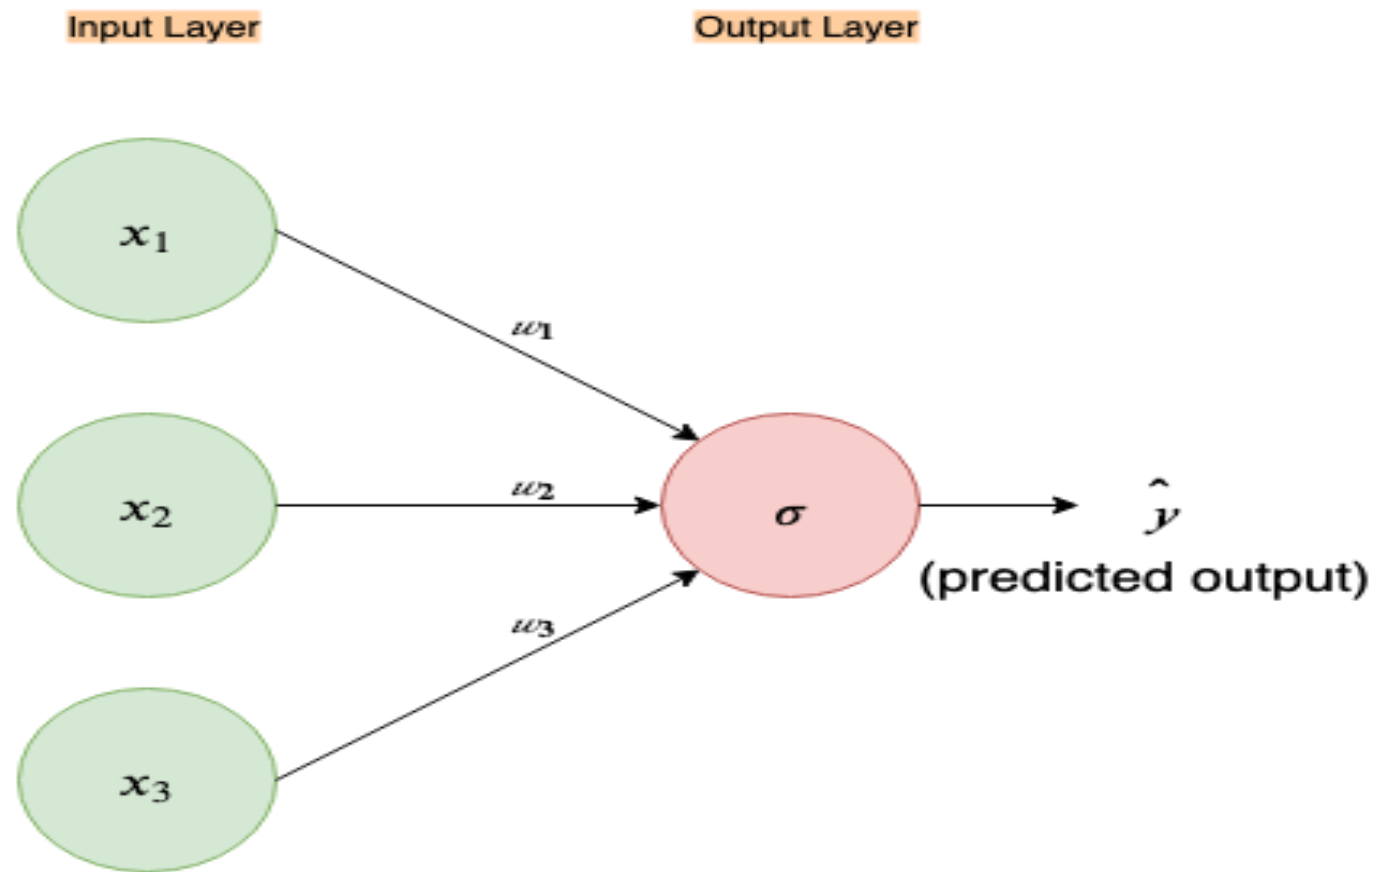 Input Layer
Output Layer
x₁
w₁
x₂
w₂
σ
ŷ
(predicted output)
w₃
x₃